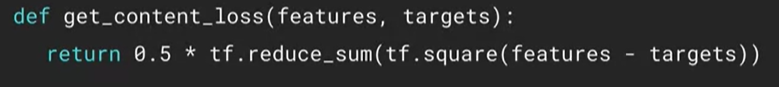 def get_content_loss(features, targets):
   return 0.5 * tf.reduce_sum(tf.square(features - targets))